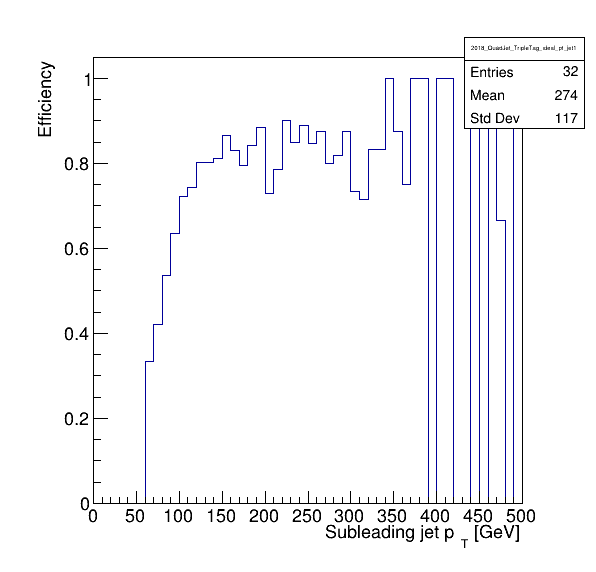 2018_QuadJet_TripleTag_ideal_pt_jet1
Entries 32
Mean 274
Std Dev 117
Efficiency
1
0.8
0.6
0.4
0.2
0
0 50 100 150 200 250 300 350 400 450 500
Subleading jet p T [GeV]